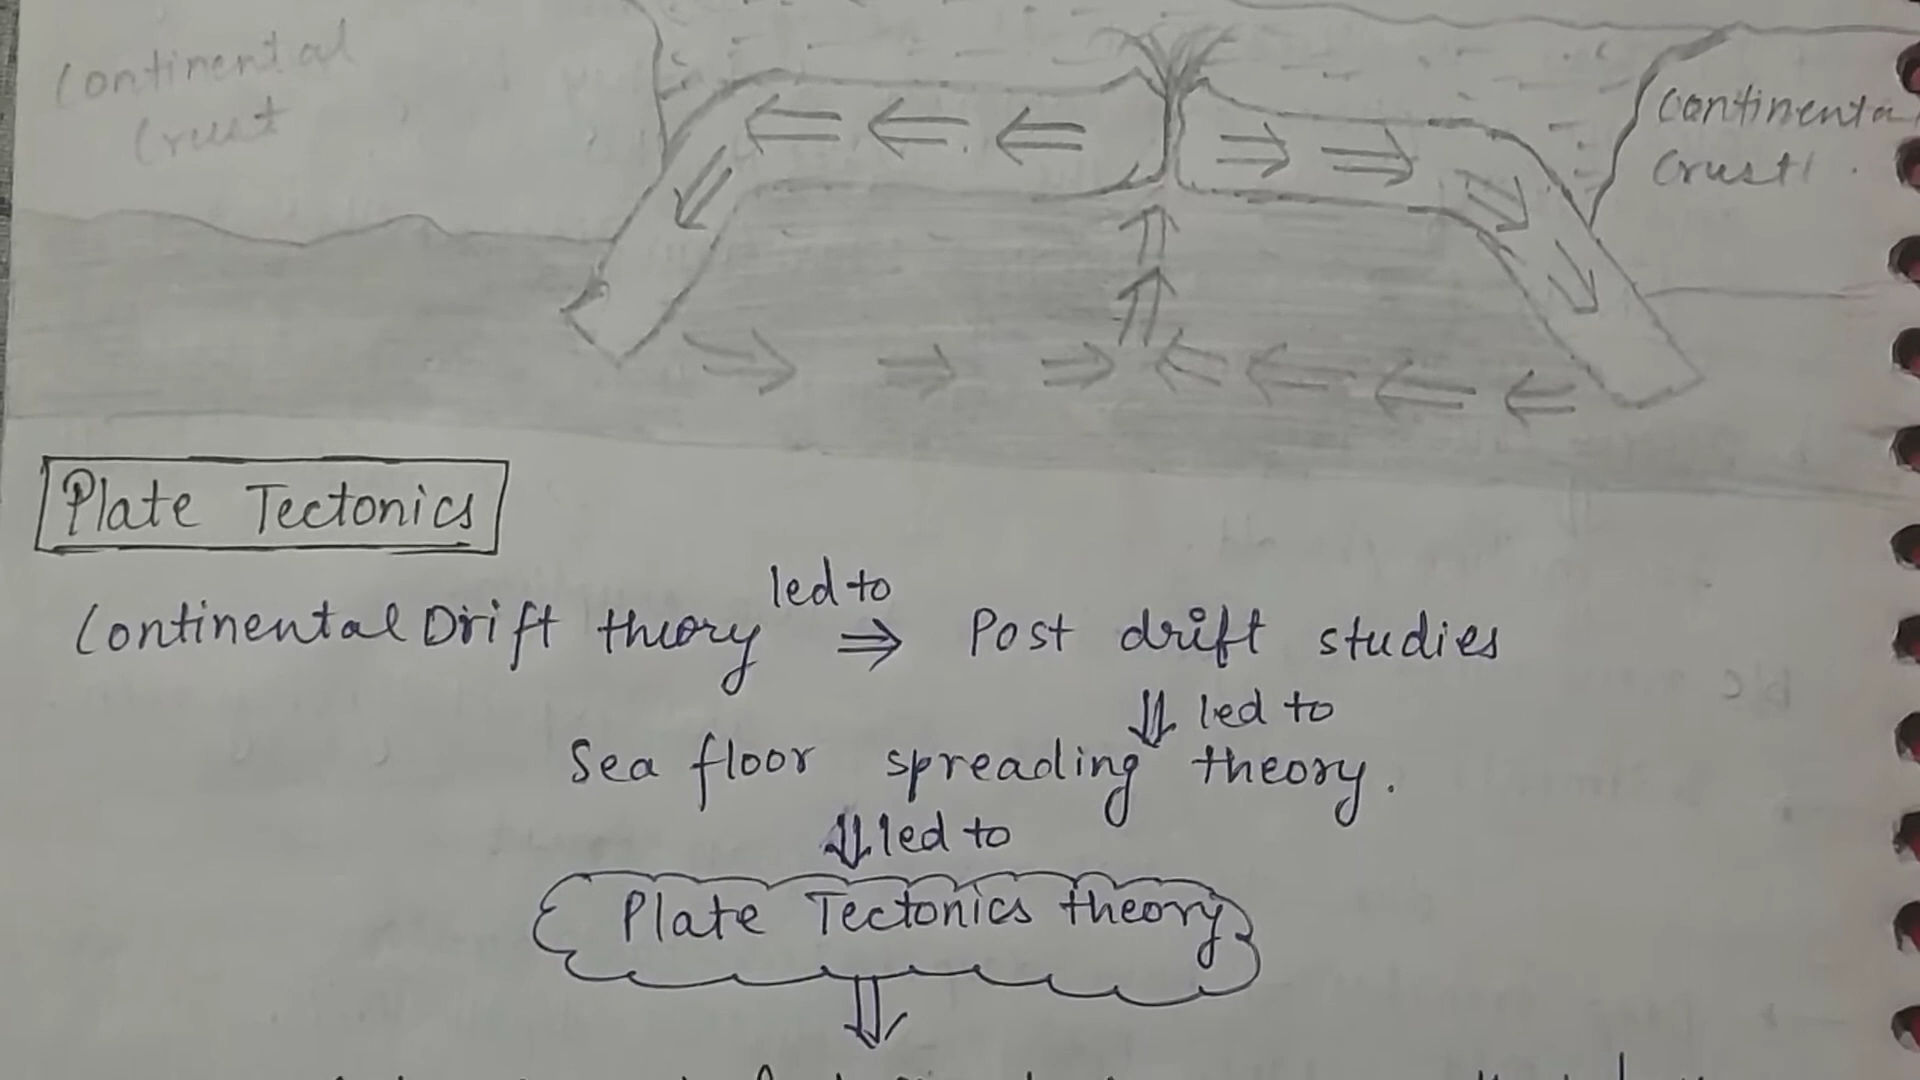 Continental
Crust
Continenta
Crust
Plate Tectonics
led to
Continental Drift theory ⇒ Post drift studies
⇓ led to
Sea floor spreading theory.
⇓ led to
Plate Tectonics theory
⇓